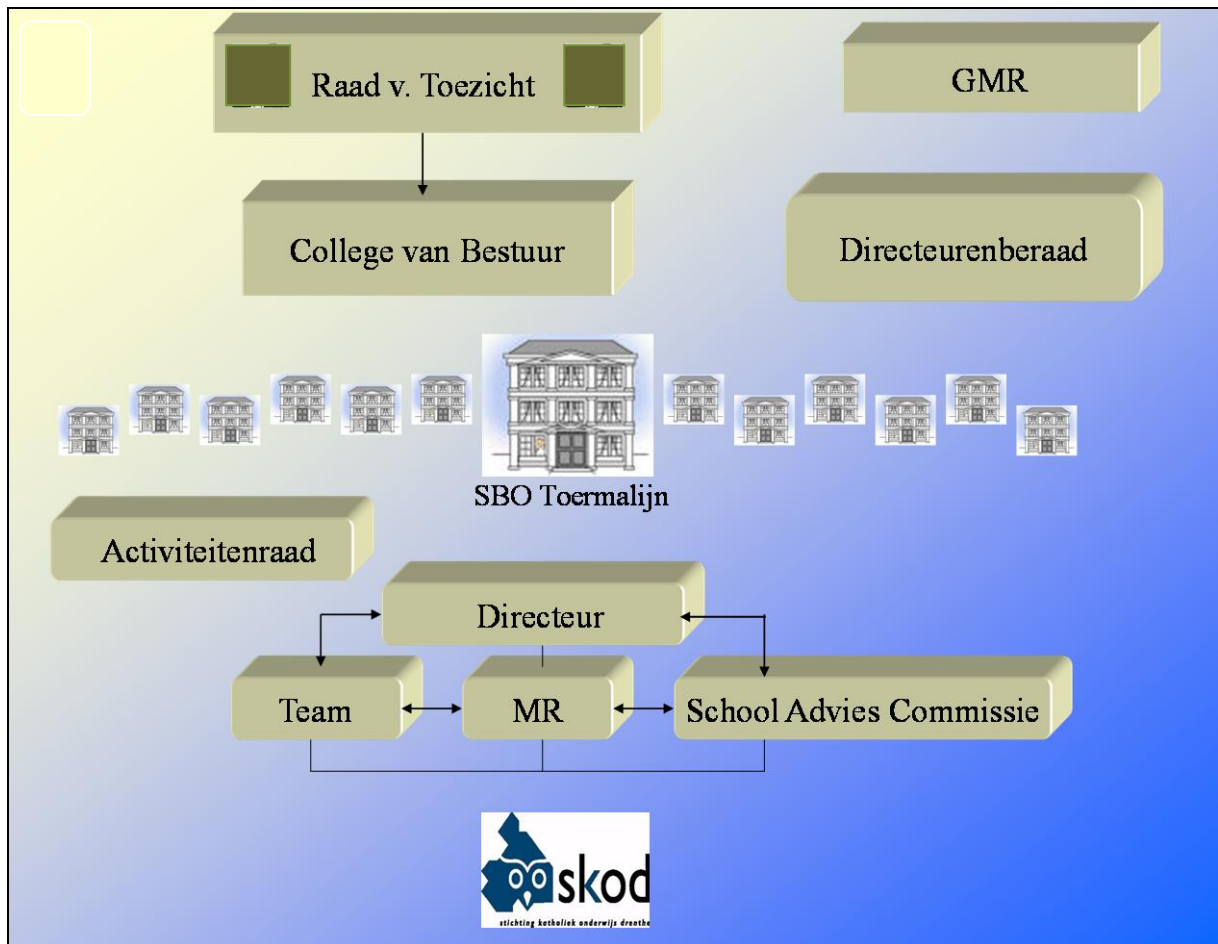 Raad v. Toezicht
GMR
College van Bestuur
Directeurenberaad
SBO Toermalijn
Activiteitenraad
Directeur
Team
MR
School Advies Commissie
skod
stichting katholiek onderwijs drenthe